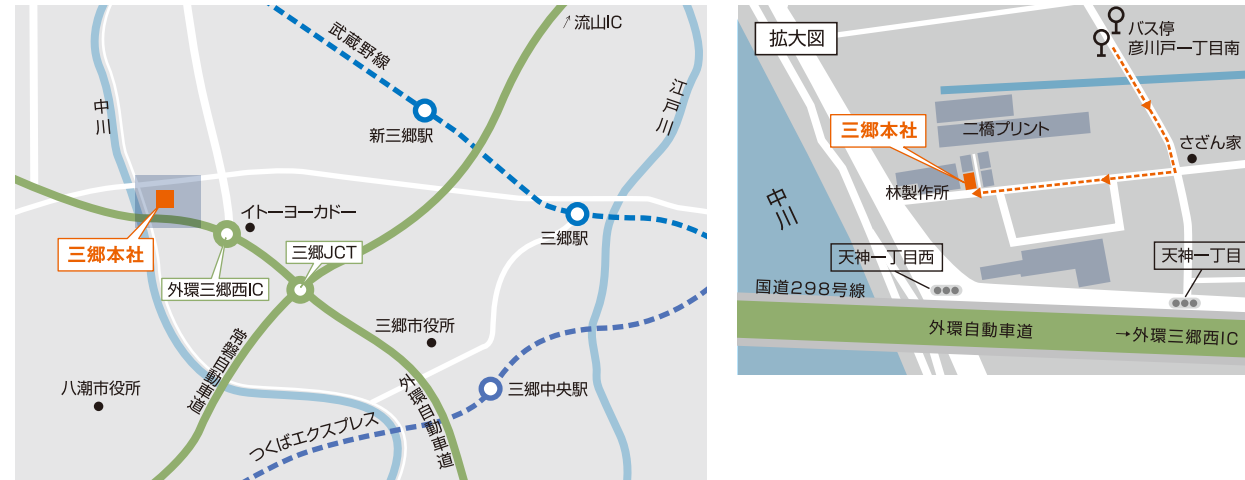 ↗流山IC
武蔵野線
江戸川
中川
新三郷駅
イトーヨーカドー
三郷駅
三郷本社
三郷JCT
外環三郷西IC
三郷市役所
常磐自動車道
八潮市役所
三郷中央駅
外環自動車道
つくばエクスプレス
拡大図
バス停
彦川戸一丁目南
三郷本社
二橋プリント
さざん家
林製作所
中川
天神一丁目西
天神一丁目
国道298号線
外環自動車道
→外環三郷西IC